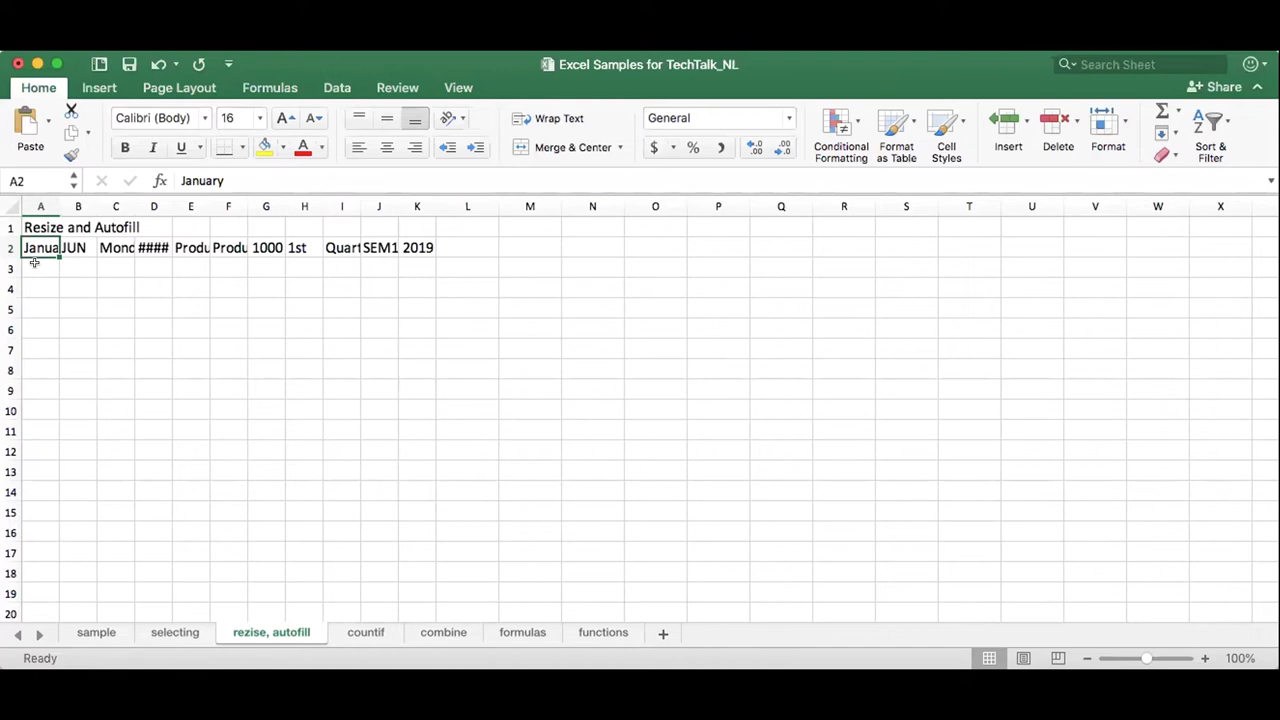 Excel Samples for TechTalk_NL
Search Sheet
Home Insert Page Layout Formulas Data Review View
Share
Paste
Calibri (Body) 16
B I U
A A
A
Wrap Text
Merge & Center
General
$ % )
Conditional Formatting
Format as Table
Cell Styles
Insert
Delete
Format
Sort & Filter
A2 fx January
A B C D E F G H I J K L M N O P Q R S T U V W X
1 Resize and Autofill
2 Janua JUN Mond #### Produ Produ 1000 1st Quart SEM1 2019
3
4
5
6
7
8
9
10
11
12
13
14
15
16
17
18
19
20
sample selecting rezise, autofill countif combine formulas functions +
Ready
100%